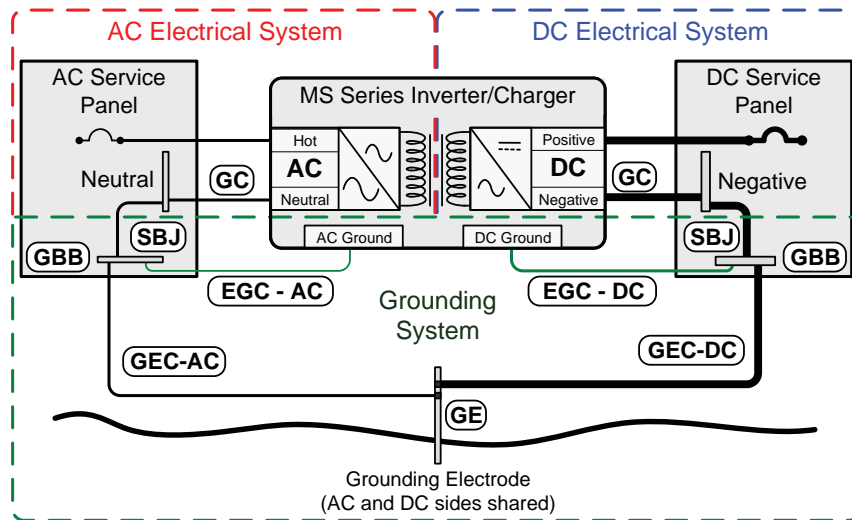 AC Electrical System
DC Electrical System
AC Service
Panel
MS Series Inverter/Charger
DC Service
Panel
Hot
AC
Neutral
Positive
DC
Negative
Neutral
GC
GC
Negative
SBJ
AC Ground
DC Ground
SBJ
GBB
GBB
EGC - AC
EGC - DC
Grounding
System
GEC-AC
GEC-DC
GE
Grounding Electrode
(AC and DC sides shared)